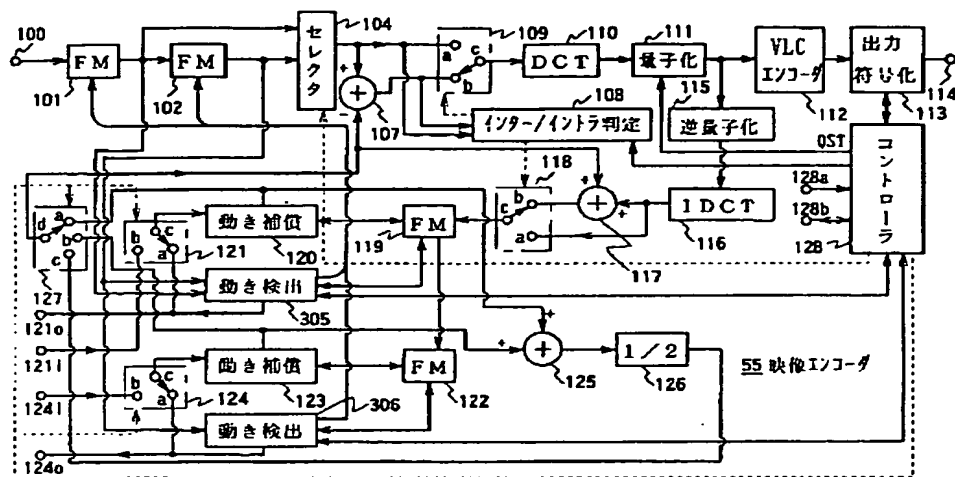 100
FM
101
FM
102
104
セレクタ
+
107
109
a
b
c
110
DCT
111
量子化
115
逆量子化
VLC
エンコーダ
112
出力
符号化
113
114
108
インター/イントラ判定
QST
128a
128b
128
コントローラ
118
a
b
c
+
+
117
IDCT
116
FM
119
動き補償
120
a
b
c
121
a
b
c
d
127
動き検出
305
121o
121i
動き補償
123
a
b
c
124
124i
124o
動き検出
306
FM
122
+
+
125
1/2
126
55 映像エンコーダ